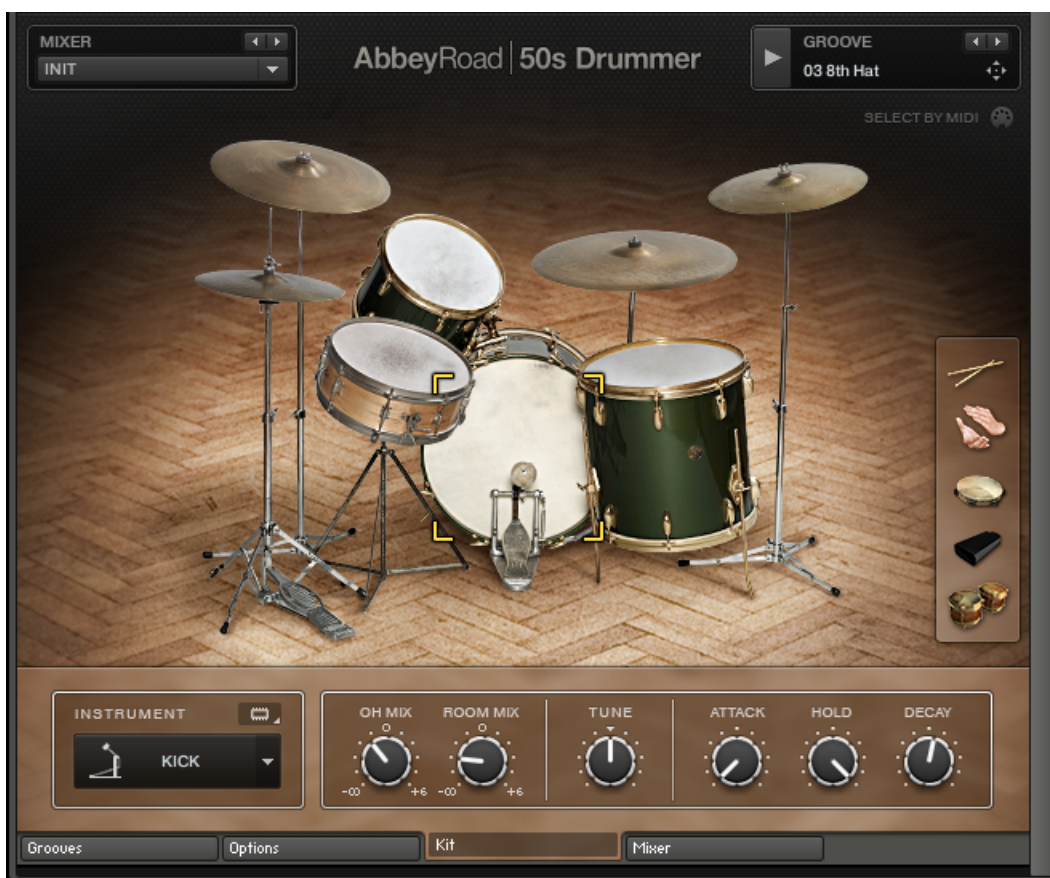 MIXER
INIT
AbbeyRoad | 50s Drummer
GROOVE
03 8th Hat
SELECT BY MIDI
INSTRUMENT
KICK
OH MIX
ROOM MIX
TUNE
ATTACK
HOLD
DECAY
-∞ +6 -∞ +6
Grooves
Options
Kit
Mixer